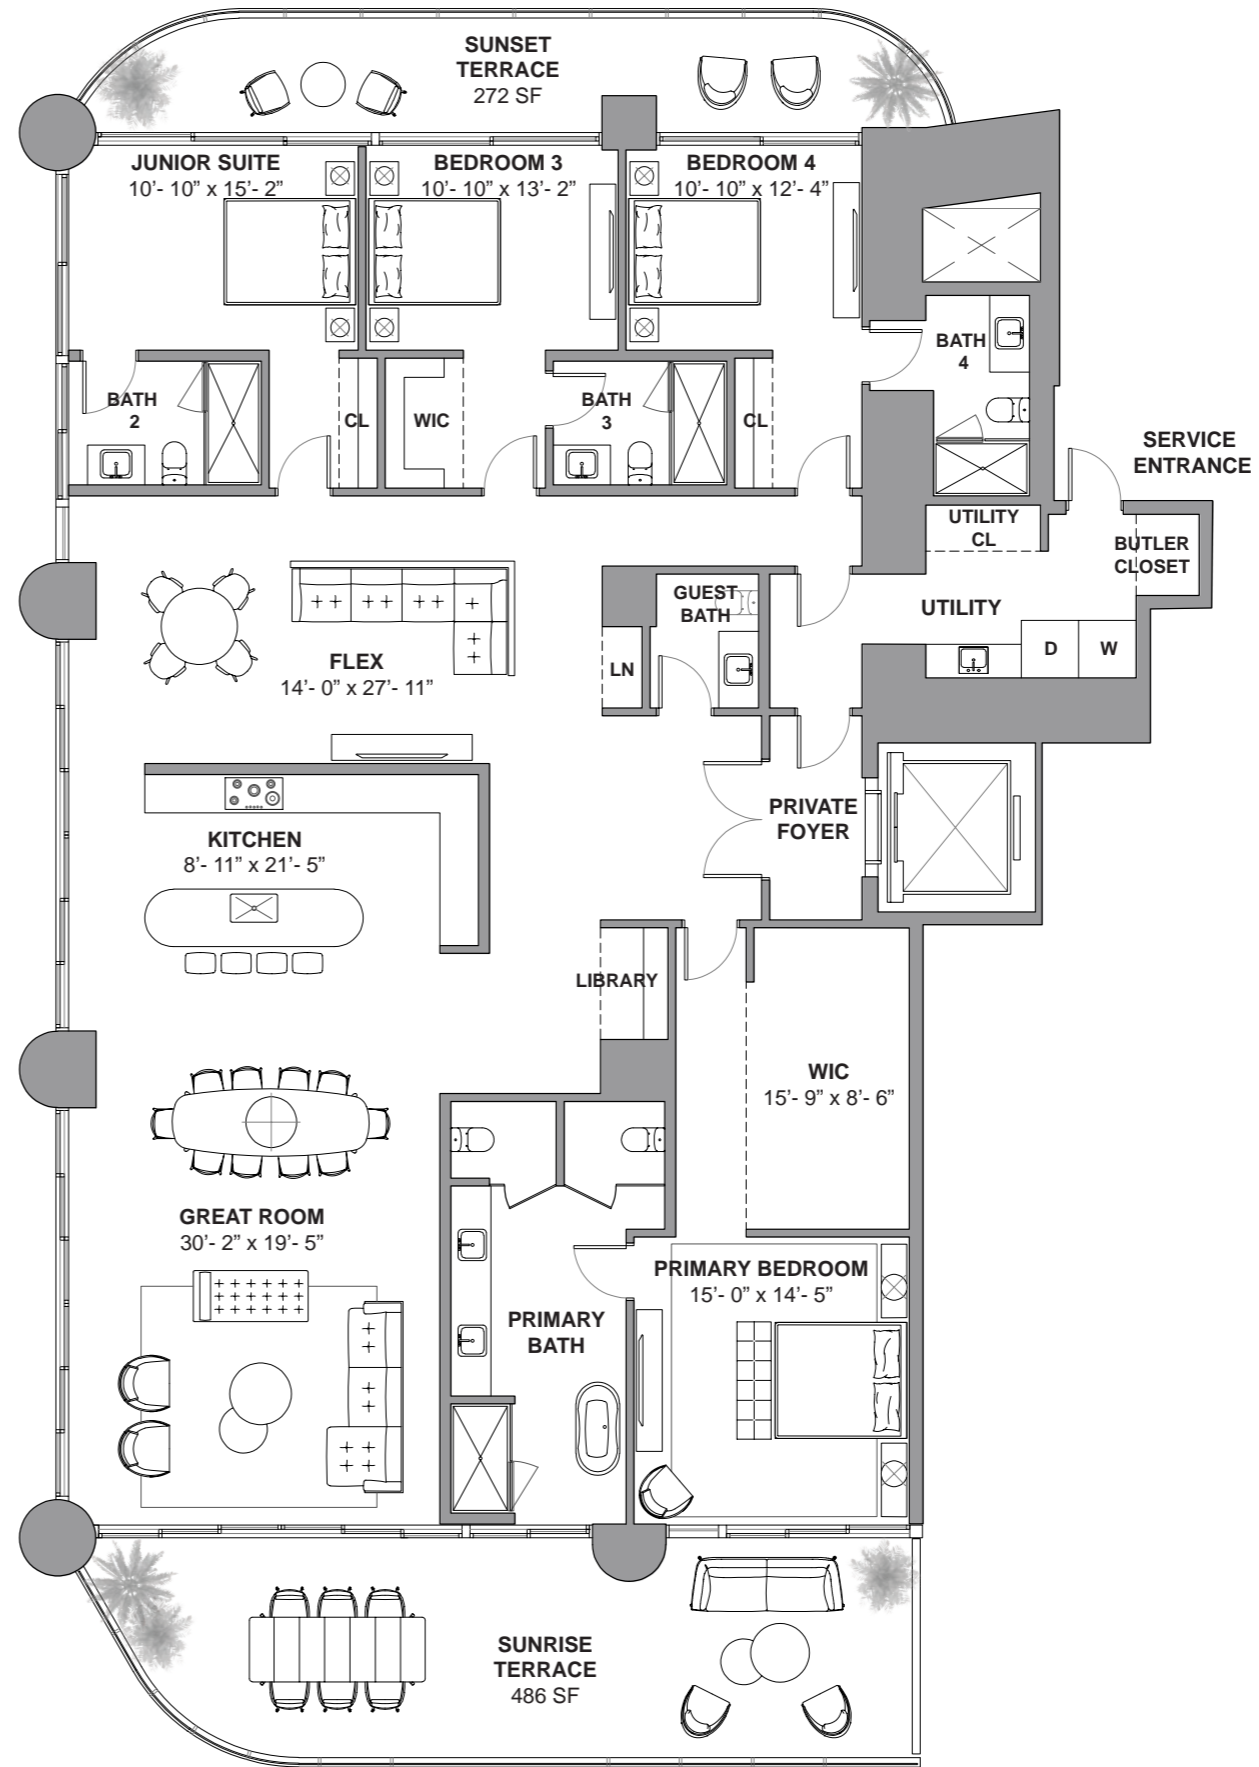 SUNSET
TERRACE
272 SF
JUNIOR SUITE
10’- 10” x 15’- 2”
BEDROOM 3
10’- 10” x 13’- 2”
BEDROOM 4
10’- 10” x 12’- 4”
BATH
2
CL
WIC
BATH
3
CL
BATH
4
SERVICE
ENTRANCE
UTILITY
CL
BUTLER
CLOSET
GUEST
BATH
UTILITY
LN
D
W
FLEX
14’- 0” x 27’- 11”
PRIVATE
FOYER
KITCHEN
8’- 11” x 21’- 5”
LIBRARY
WIC
15’- 9” x 8’- 6”
GREAT ROOM
30’- 2” x 19’- 5”
PRIMARY BEDROOM
15’- 0” x 14’- 5”
PRIMARY
BATH
SUNRISE
TERRACE
486 SF